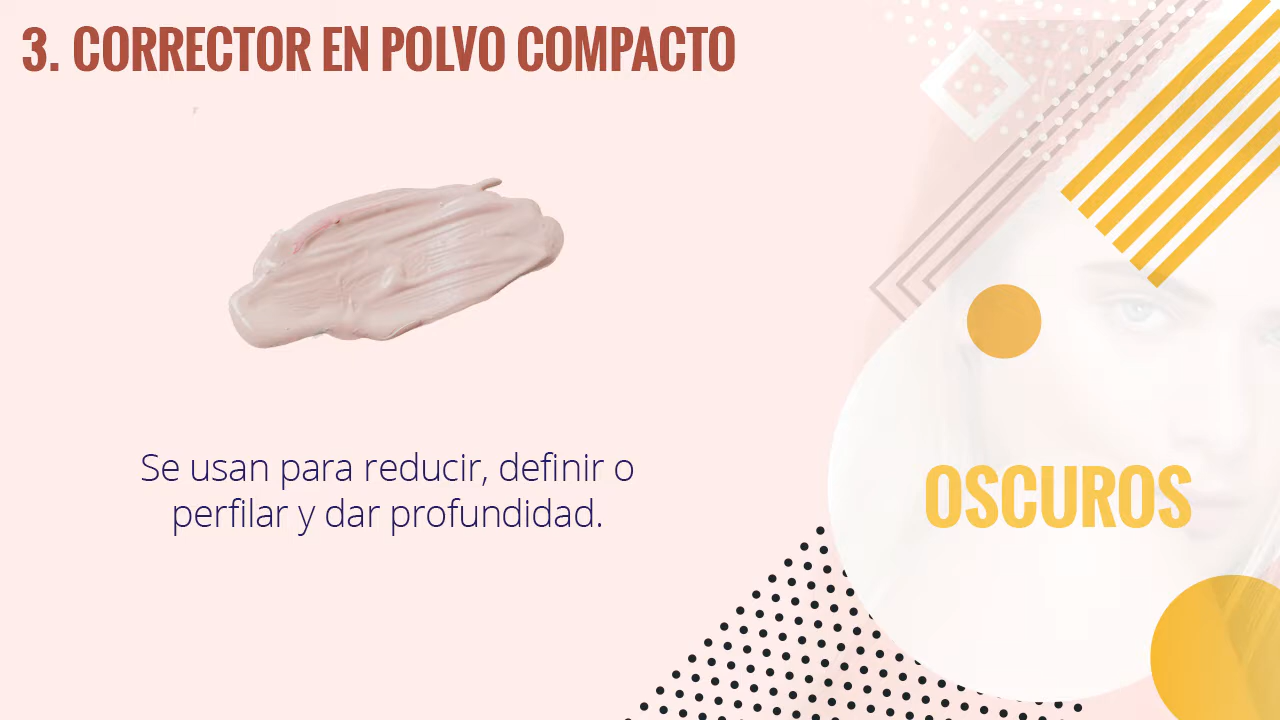 3. CORRECTOR EN POLVO COMPACTO
Se usan para reducir, definir o
perfilar y dar profundidad.
OSCUROS